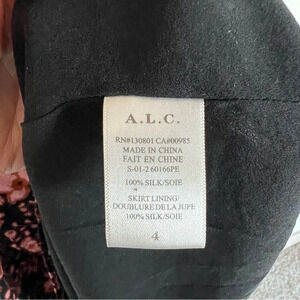 A.L.C.
RN#130801 CA#00985
MADE IN CHINA
FAIT EN CHINE
S-01-2 60166PE
100% SILK/SOIE
SKIRT LINING/
DOUBLURE DE LA JUPE
100% SILK/SOIE
4